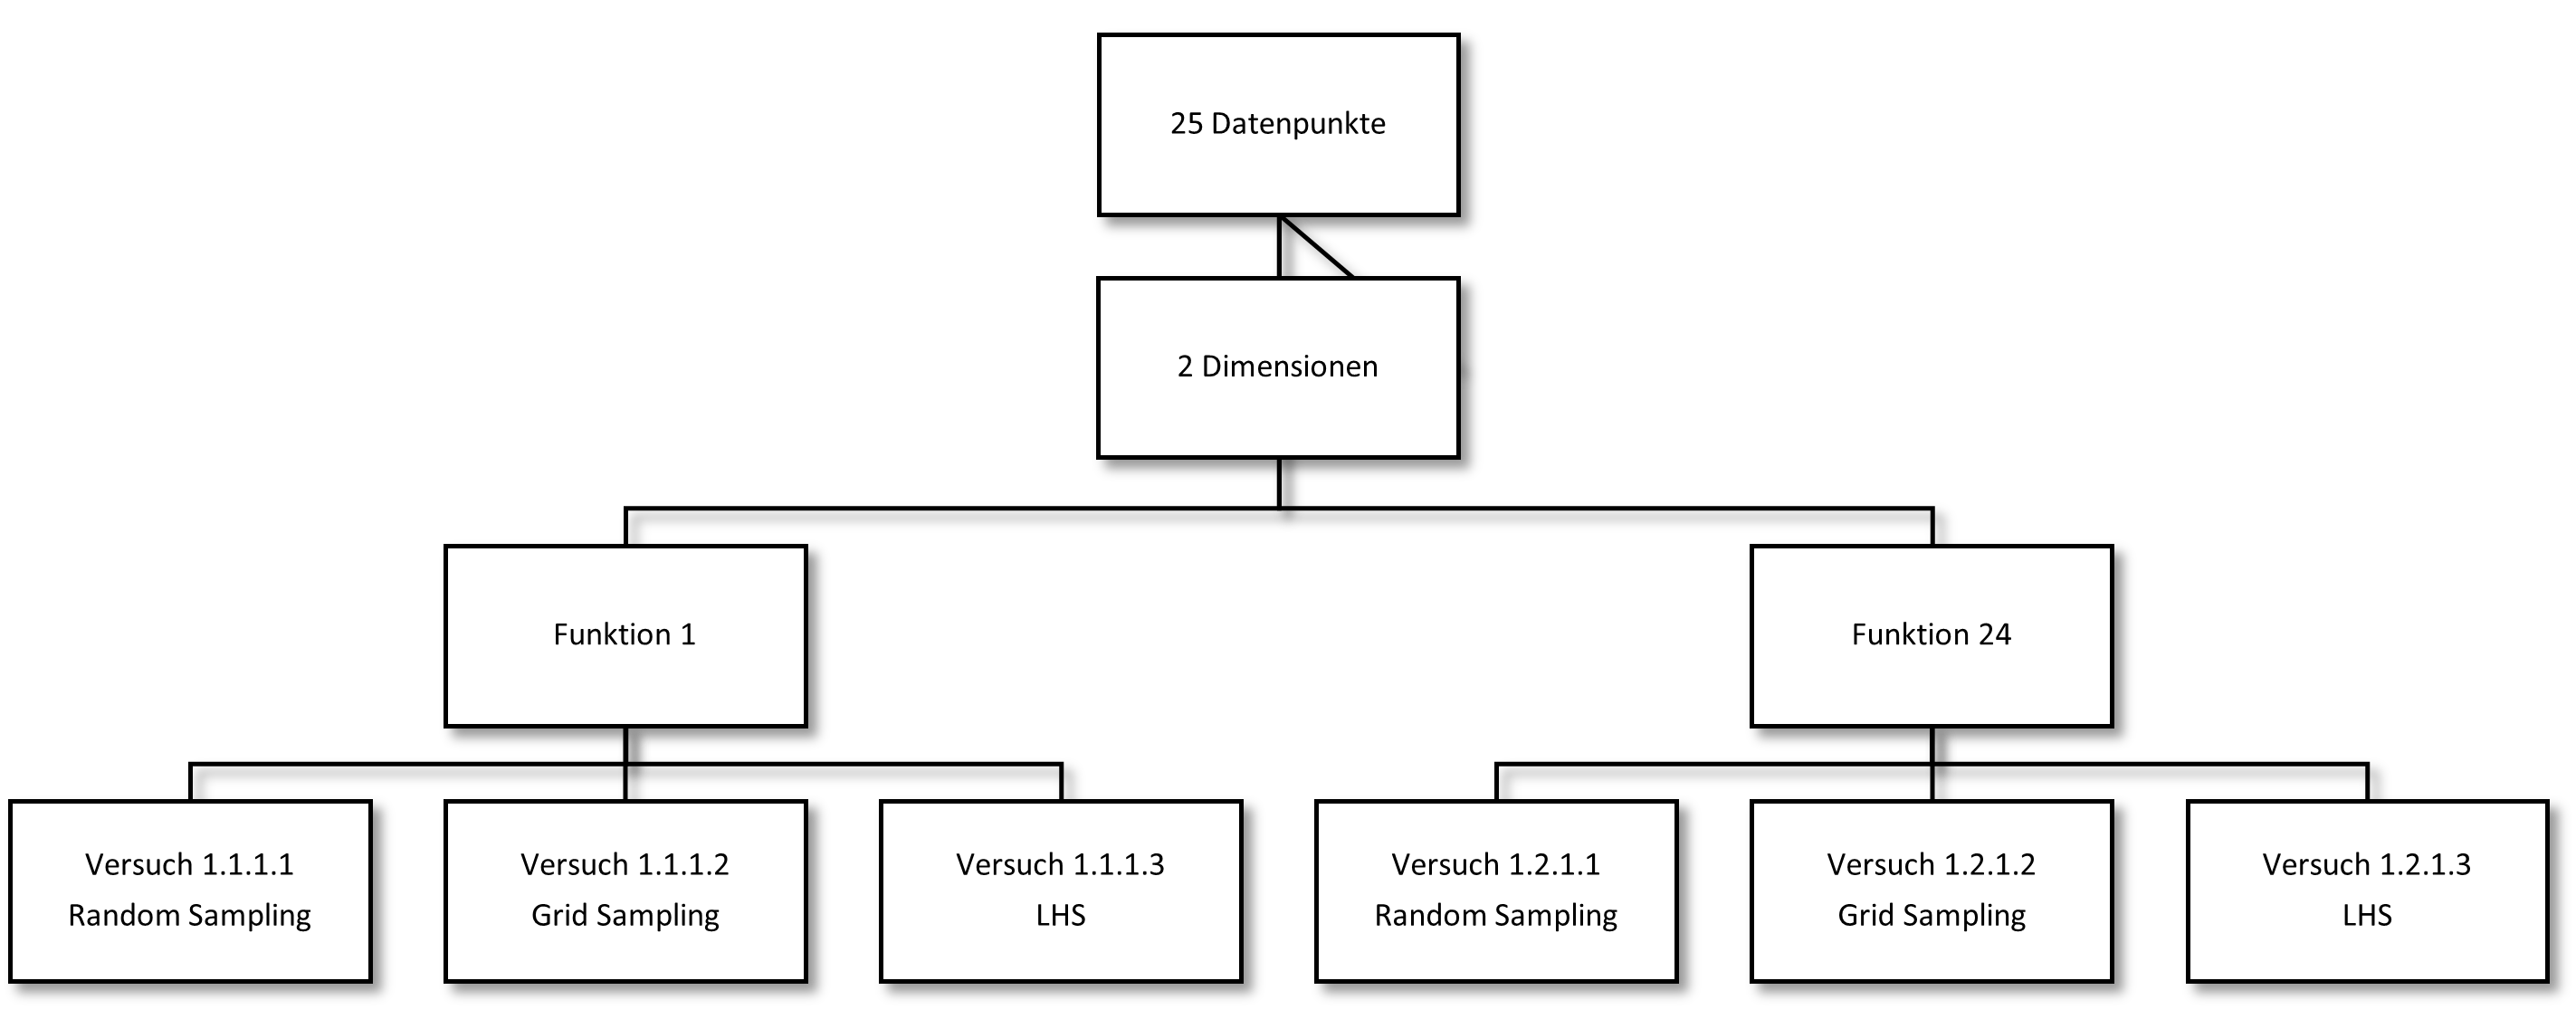 25 Datenpunkte
2 Dimensionen
Funktion 1
Funktion 24
Versuch 1.1.1.1
Random Sampling
Versuch 1.1.1.2
Grid Sampling
Versuch 1.1.1.3
LHS
Versuch 1.2.1.1
Random Sampling
Versuch 1.2.1.2
Grid Sampling
Versuch 1.2.1.3
LHS